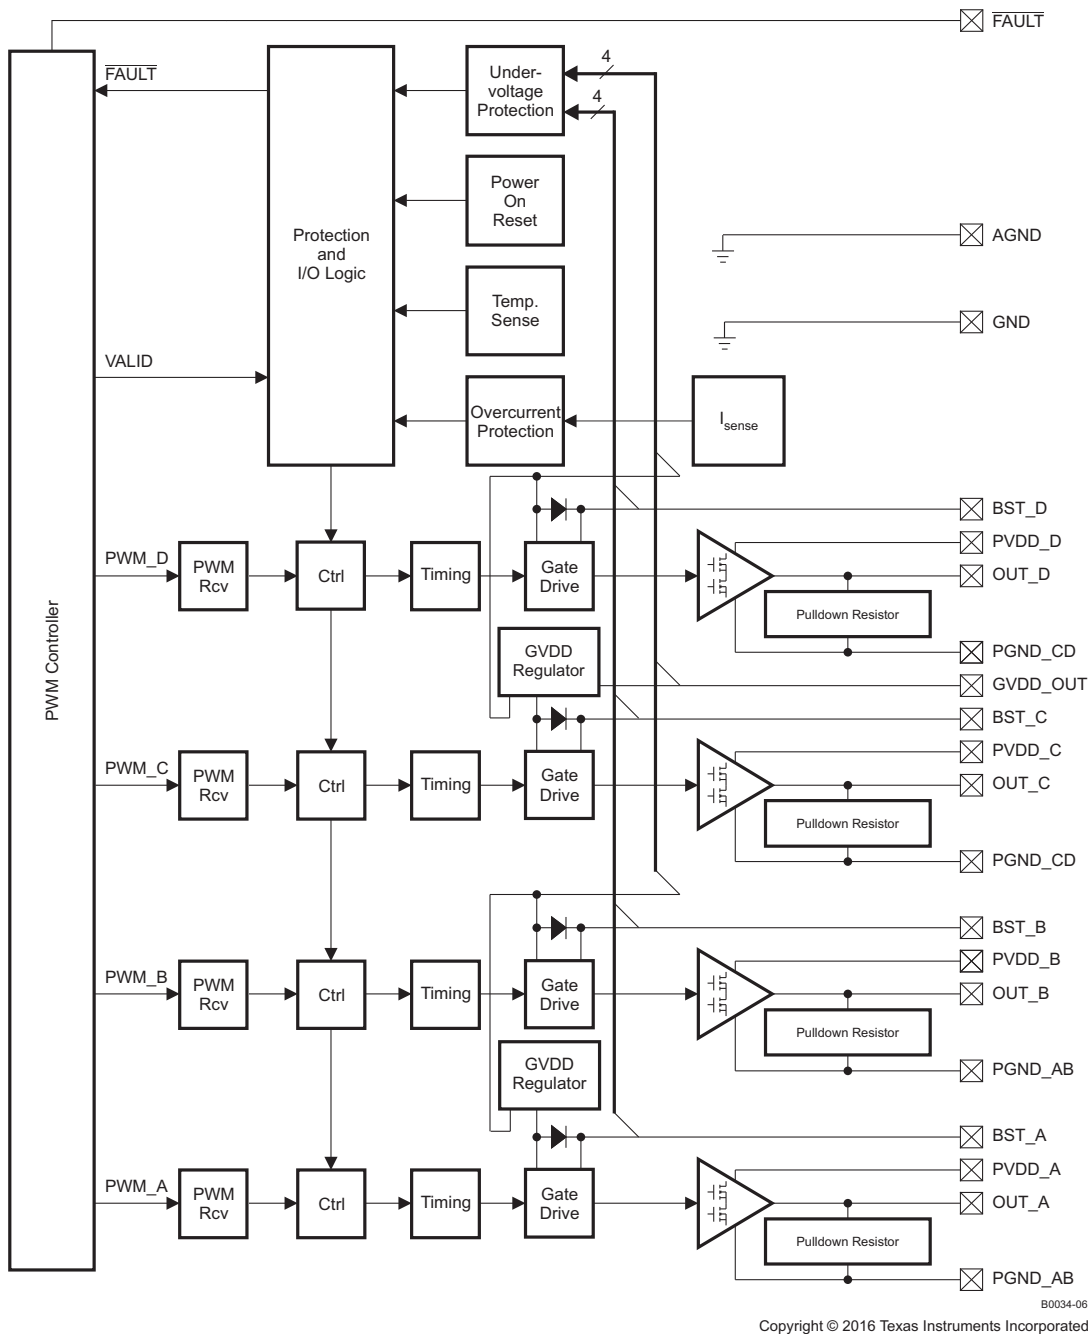 FAULT
FAULT
4
Under-
voltage
Protection
4
Power
On
Reset
Protection
and
I/O Logic
AGND
Temp.
Sense
GND
VALID
Overcurrent
Protection
Isense
BST_D
PVDD_D
PWM_D
PWM
Rcv
Ctrl
Timing
Gate
Drive
OUT_D
Pulldown Resistor
PWM Controller
GVDD
Regulator
PGND_CD
GVDD_OUT
BST_C
PVDD_C
PWM_C
PWM
Rcv
Ctrl
Timing
Gate
Drive
OUT_C
Pulldown Resistor
PGND_CD
BST_B
PVDD_B
PWM_B
PWM
Rcv
Ctrl
Timing
Gate
Drive
OUT_B
Pulldown Resistor
GVDD
Regulator
PGND_AB
BST_A
PVDD_A
PWM_A
PWM
Rcv
Ctrl
Timing
Gate
Drive
OUT_A
Pulldown Resistor
PGND_AB
B0034-06
Copyright © 2016 Texas Instruments Incorporated